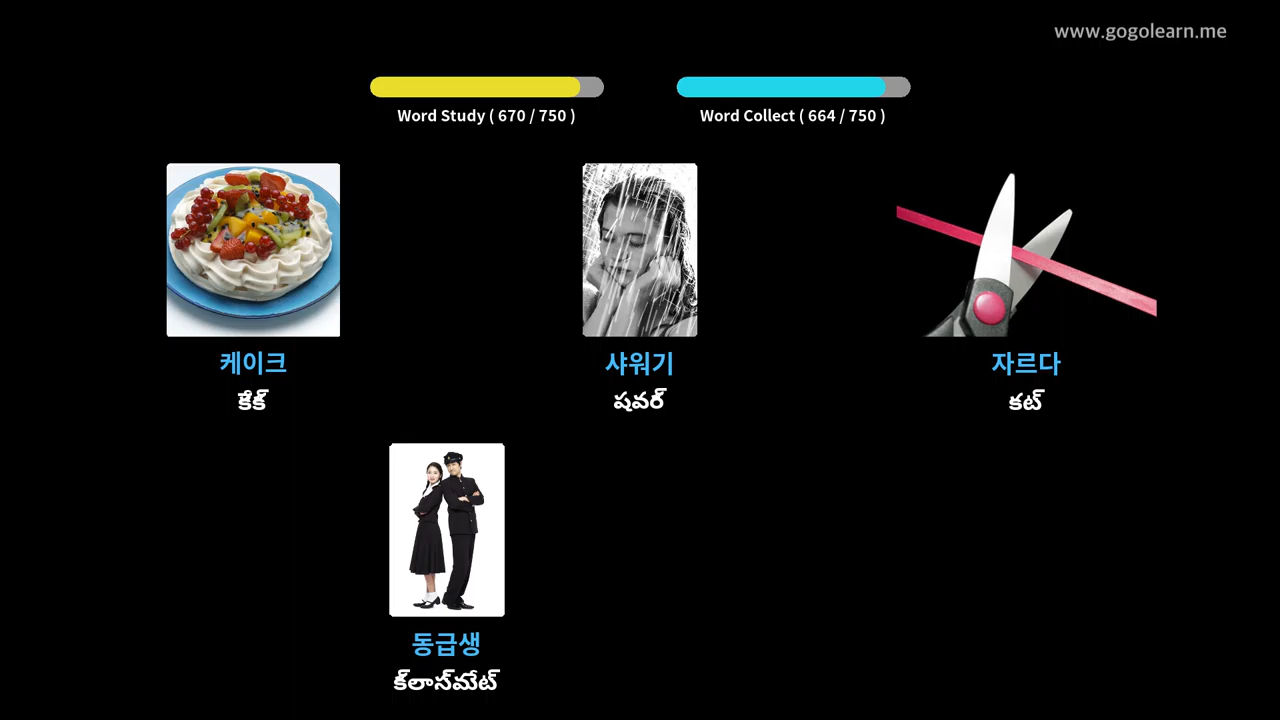 www.gogolearn.me
Word Study ( 670 / 750 )
Word Collect ( 664 / 750 )
케이크
కేక్
샤워기
షవర్
자르다
కట్
동급생
క్‌లాస్‌మేట్